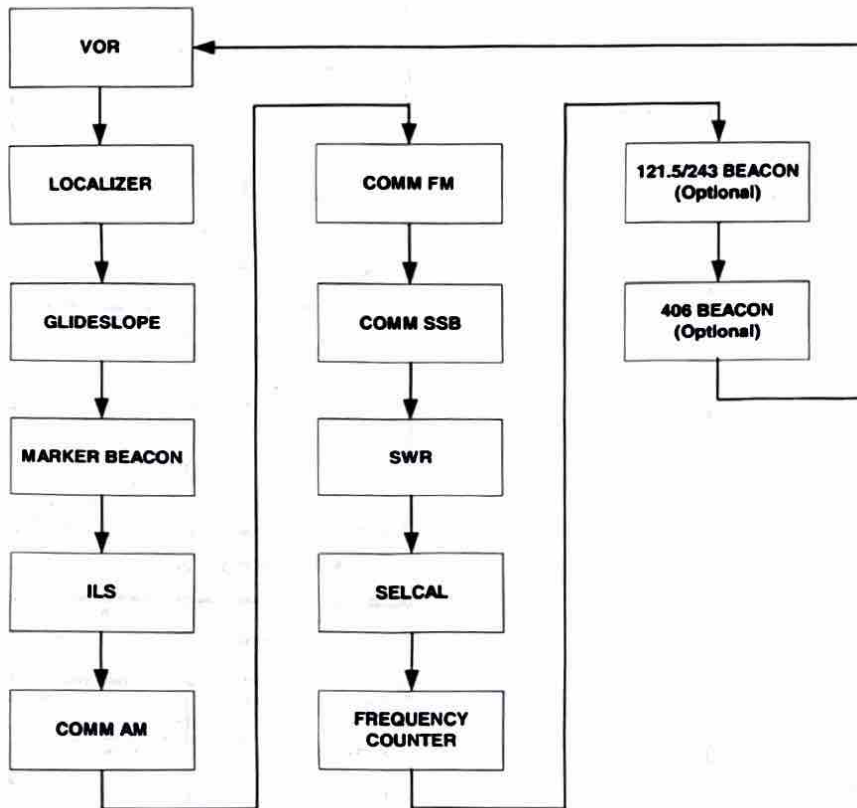 VOR
LOCALIZER
GLIDESLOPE
MARKER BEACON
ILS
COMM AM
COMM FM
COMM SSB
SWR
SELCAL
FREQUENCY
COUNTER
121.5/243 BEACON
(Optional)
406 BEACON
(Optional)